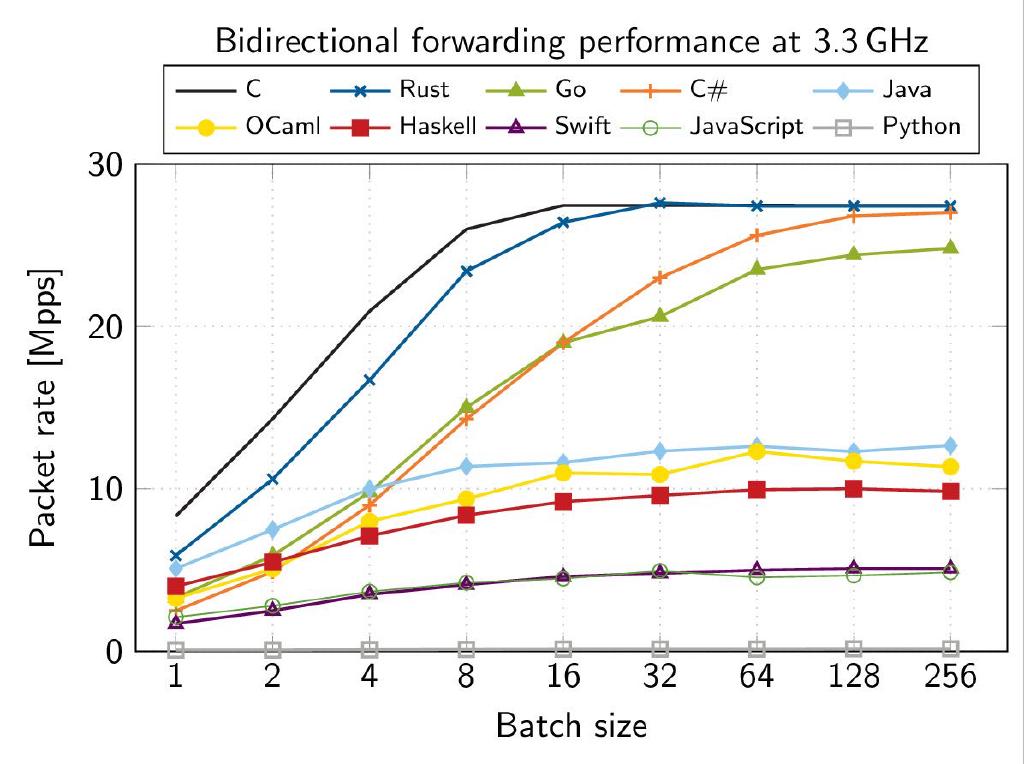 Bidirectional forwarding performance at 3.3 GHz
C Rust Go C# Java
OCaml Haskell Swift JavaScript Python
30
20
10
0
Packet rate [Mpps]
1 2 4 8 16 32 64 128 256
Batch size